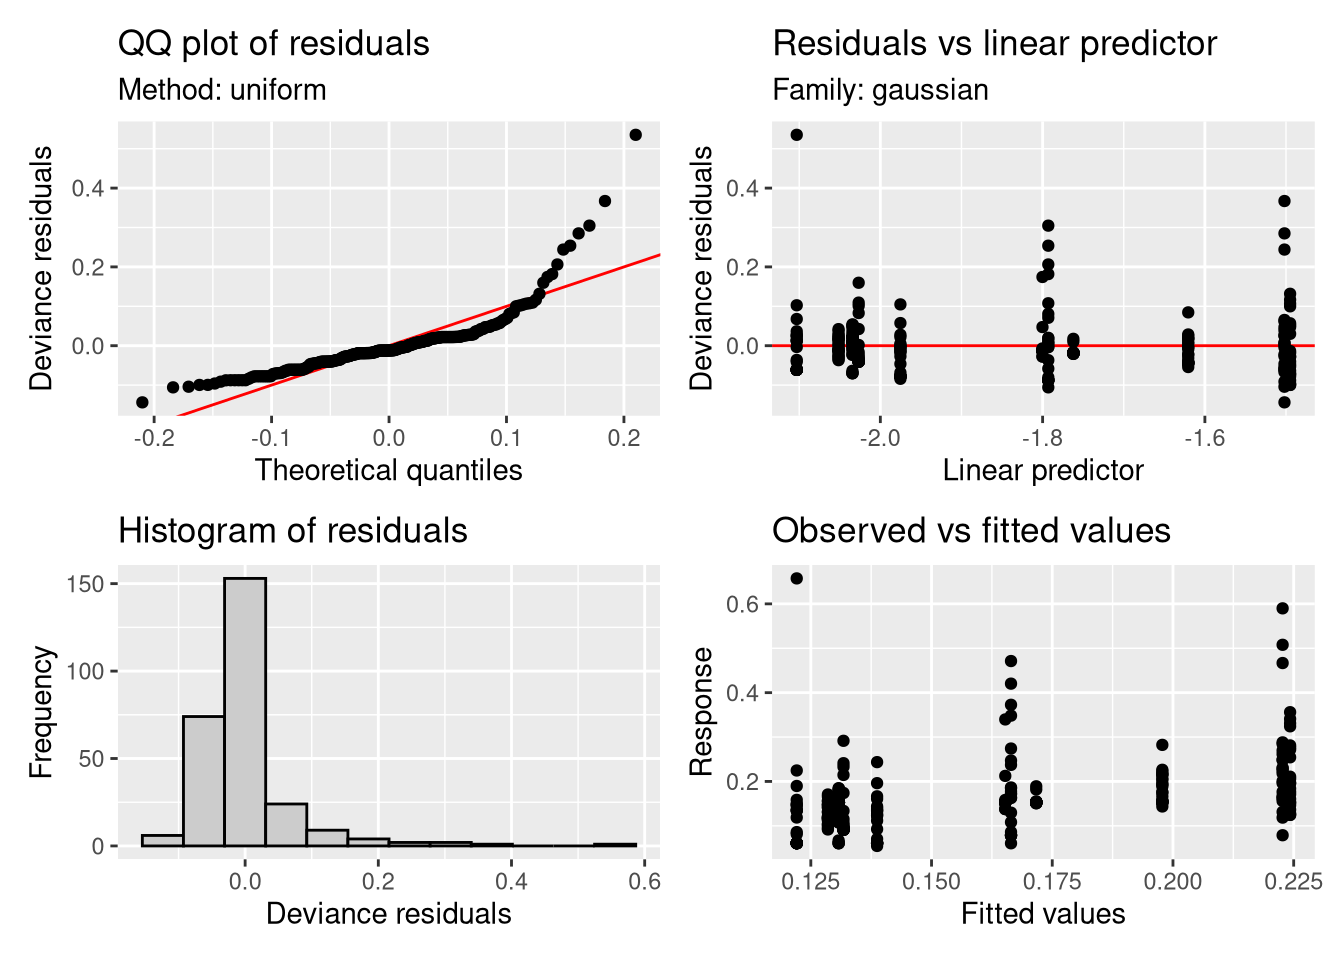 QQ plot of residuals
Method: uniform
Deviance residuals
0.4
0.2
0.0
-0.2
-0.1
0.0
0.1
0.2
Theoretical quantiles
Residuals vs linear predictor
Family: gaussian
Deviance residuals
0.4
0.2
0.0
-2.0
-1.8
-1.6
Linear predictor
Histogram of residuals
Frequency
150
100
50
0
0.0
0.2
0.4
0.6
Deviance residuals
Observed vs fitted values
Response
0.6
0.4
0.2
0.125
0.150
0.175
0.200
0.225
Fitted values